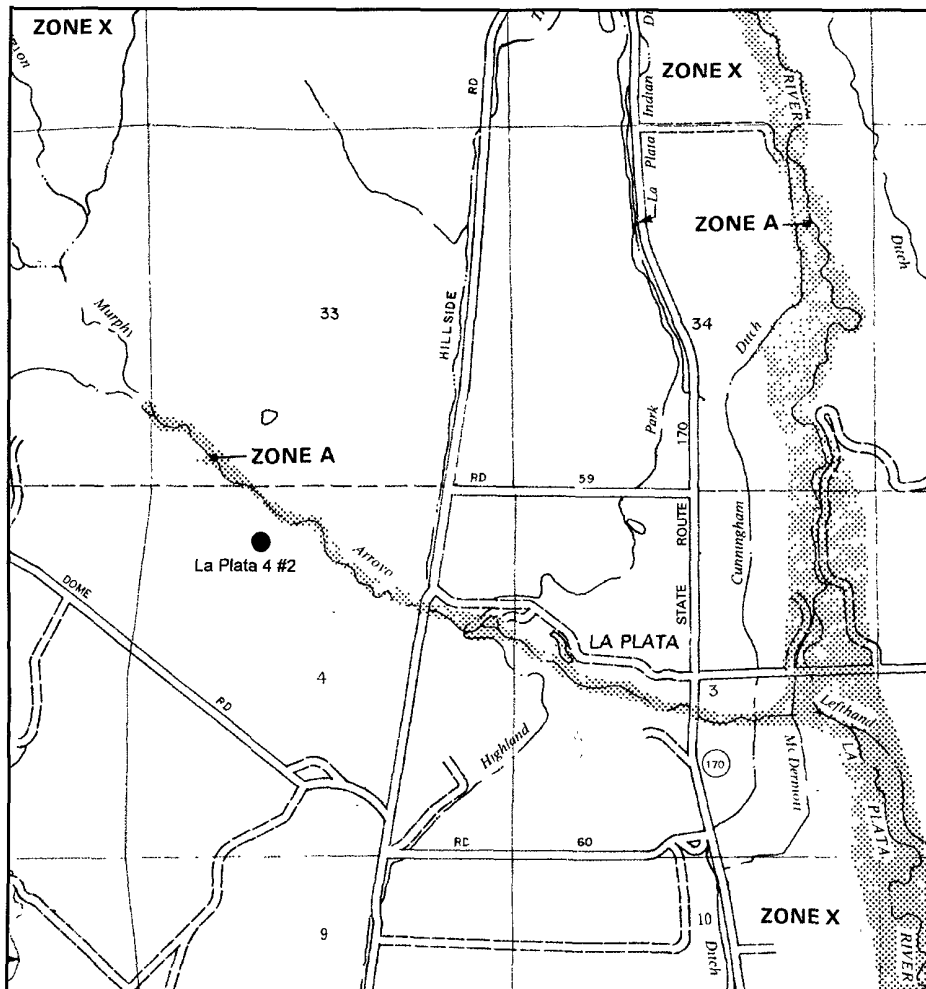 ZONE X
RD
Indian
Plata
La
ZONE X
RIVER
ZONE A
Ditch
Murphy
33
HILLSIDE
34
Ditch
Park
170
ZONE A
RD 59
STATE ROUTE
Cunningham
Arroyo
La Plata 4 #2
DOME
RD
LA PLATA
4
3
Highland
170
Mc Dermott
Lefthand
LA PLATA RIVER
RD 60
9
10
Ditch
ZONE X